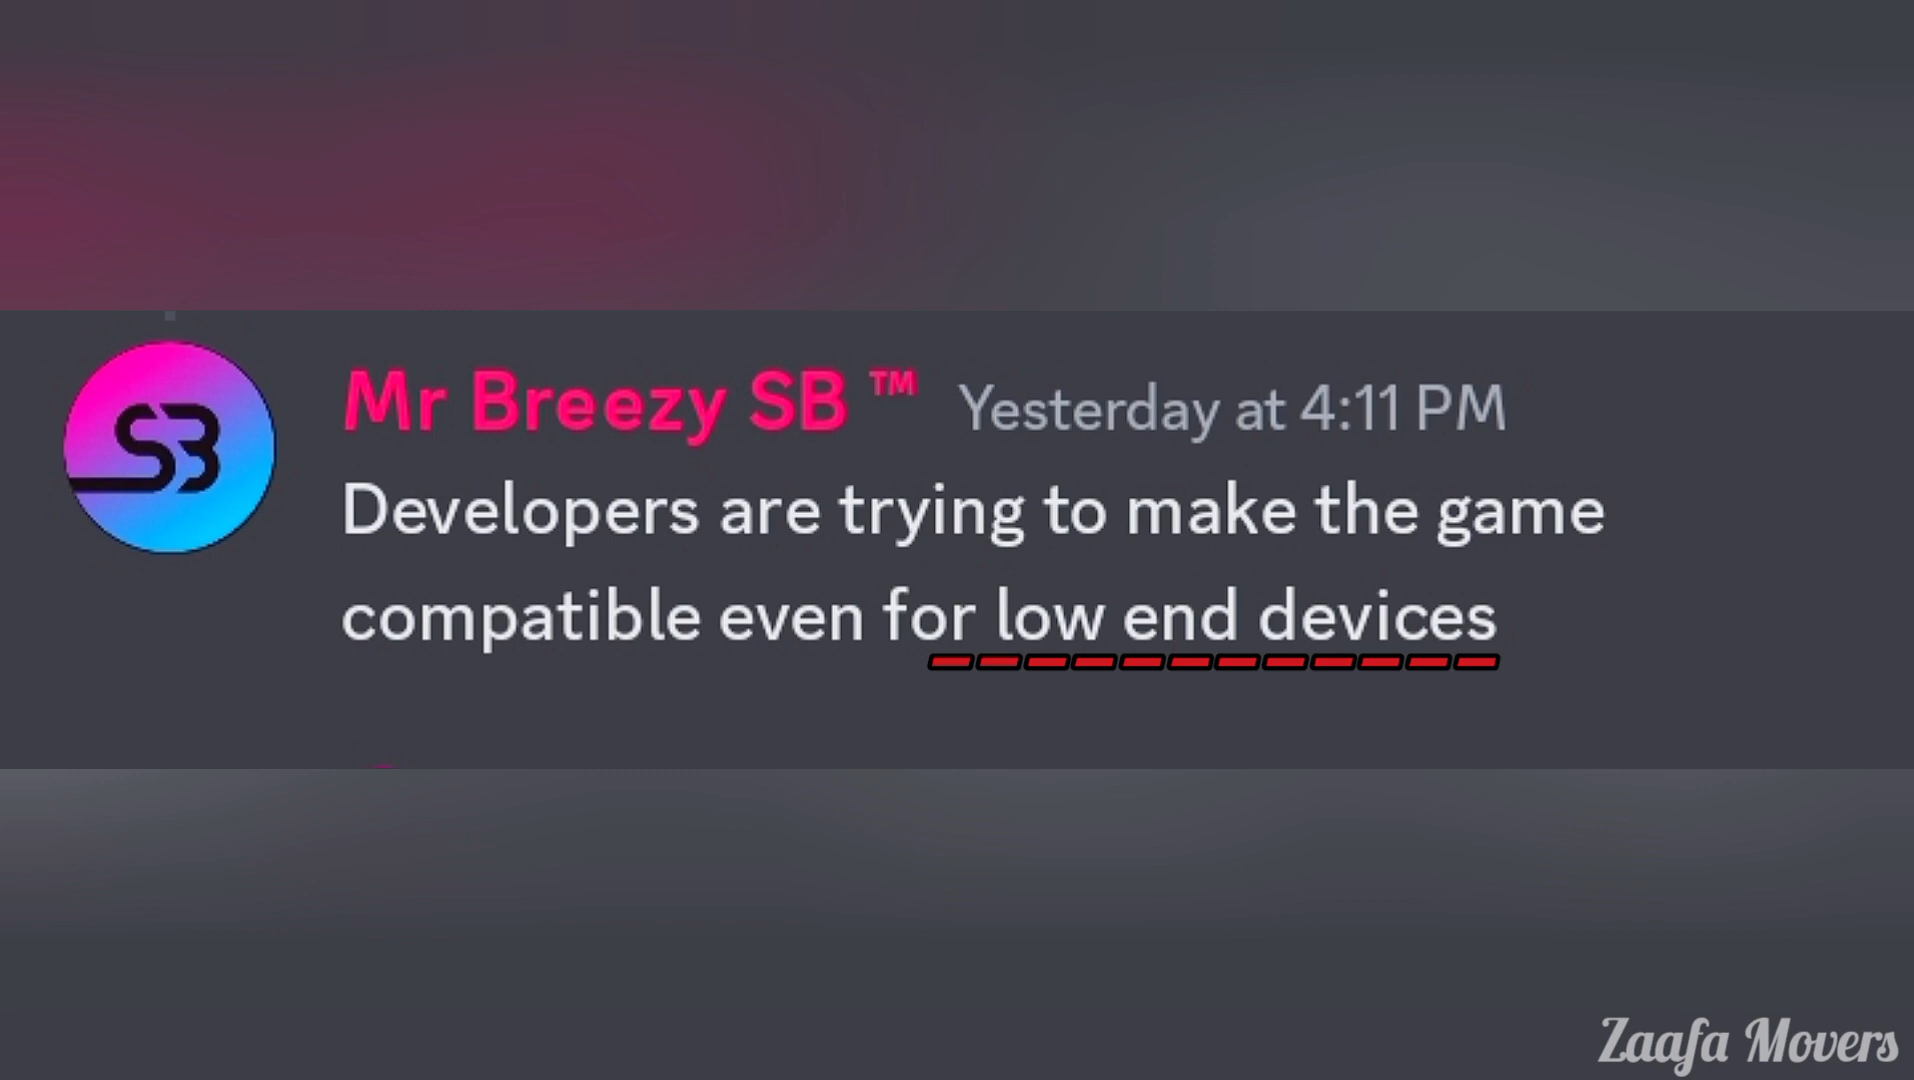 SB
Mr Breezy SB ™ Yesterday at 4:11 PM
Developers are trying to make the game
compatible even for low end devices
Zaafa Movers